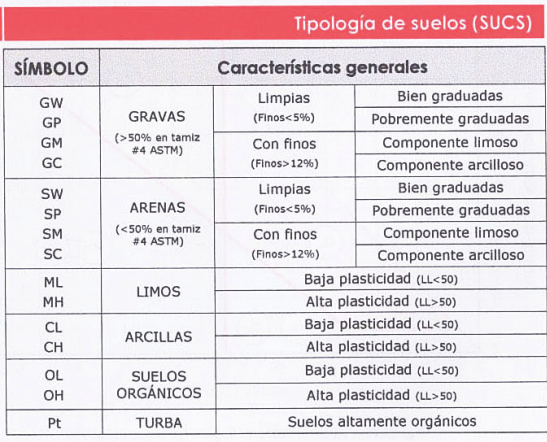 Tipología de suelos (SUCS)
SÍMBOLO Características generales
GW GRAVAS Limpias Bien graduadas
GP (>50% en tamiz (Finos<5%) Pobremente graduadas
GM #4 ASTM) Con finos Componente limoso
GC (Finos>12%) Componente arcilloso
SW ARENAS Limpias Bien graduadas
SP (<50% en tamiz (Finos<5%) Pobremente graduadas
SM #4 ASTM) Con finos Componente limoso
SC (Finos>12%) Componente arcilloso
ML LIMOS Baja plasticidad (LL<50)
MH Alta plasticidad (LL>50)
CL ARCILLAS Baja plasticidad (LL<50)
CH Alta plasticidad (LL>50)
OL SUELOS Baja plasticidad (LL<50)
OH ORGÁNICOS Alta plasticidad (LL>50)
Pt TURBA Suelos altamente orgánicos